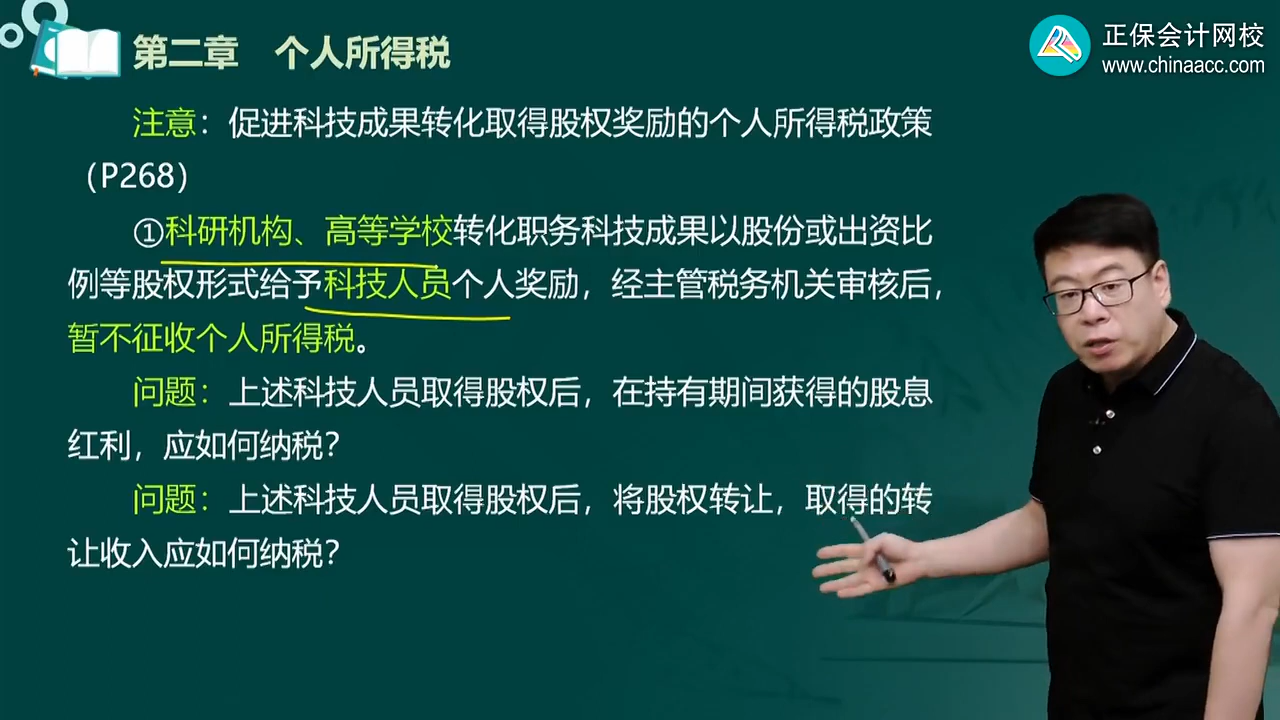 正保会计网校
www.chinaacc.com
第二章 个人所得税
注意：促进科技成果转化取得股权奖励的个人所得税政策
（P268）
①科研机构、高等学校转化职务科技成果以股份或出资比
例等股权形式给予科技人员个人奖励，经主管税务机关审核后，
暂不征收个人所得税。
问题：上述科技人员取得股权后，在持有期间获得的股息
红利，应如何纳税？
问题：上述科技人员取得股权后，将股权转让，取得的转
让收入应如何纳税？